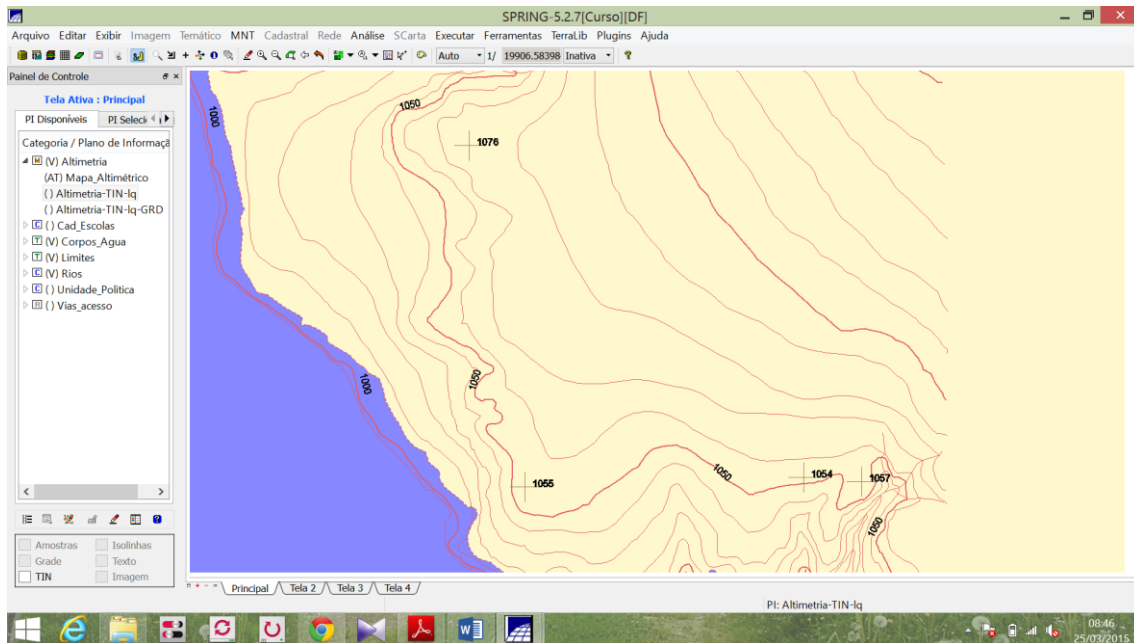 SPRING-5.2.7[Curso][DF]
Arquivo Editar Exibir Imagem Temático MNT Cadastral Rede Análise SCarta Executar Ferramentas TerraLib Plugins Ajuda
Auto 1/ 19906.58398 Inativa
Painel de Controle
Tela Ativa : Principal
PI Disponíveis PI Seleci
Categoria / Plano de Informaçã
(V) Altimetria
(AT) Mapa_Altimétrico
( ) Altimetria-TIN-lq
( ) Altimetria-TIN-lq-GRD
( ) Cad_Escolas
(V) Corpos_Agua
(V) Limites
(V) Rios
( ) Unidade_Politica
( ) Vias_acesso
Amostras Isolinhas
Grade Texto
TIN Imagem
1000
1050
1076
1000
1050
1055
1050
1054
1057
1050
Principal Tela 2 Tela 3 Tela 4
PI: Altimetria-TIN-lq
08:46